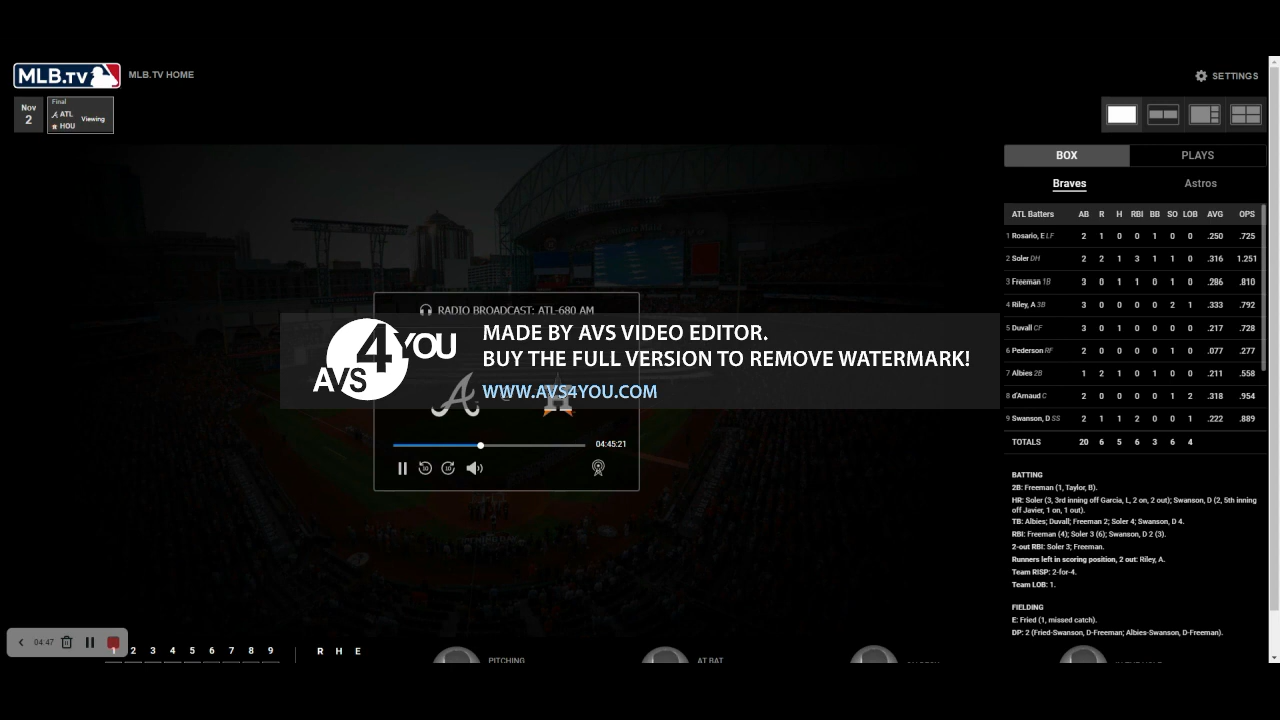 MLB.TV
MLB.TV HOME
SETTINGS
Nov
2
Final
ATL
HOU
Viewing
BOX PLAYS
Braves Astros
ATL Batters AB R H RBI BB SO LOB AVG OPS
1 Rosario, E LF 2 1 0 0 1 0 0 .250 .725
2 Soler DH 2 2 1 3 1 1 0 .316 1.251
3 Freeman 1B 3 0 1 1 0 1 0 .286 .810
4 Riley, A 3B 3 0 0 0 0 2 1 .333 .792
5 Duvall CF 3 0 1 0 0 0 0 .217 .728
6 Pederson RF 2 0 0 0 0 1 0 .077 .277
7 Albies 2B 1 2 1 0 1 0 0 .211 .558
8 d'Arnaud C 2 0 0 0 0 1 2 .318 .954
9 Swanson, D SS 2 1 1 2 0 0 1 .222 .889
TOTALS 20 6 5 6 3 6 4
BATTING
2B: Freeman (1, Taylor, B).
HR: Soler (3, 3rd inning off Garcia, L, 2 on, 2 out); Swanson, D (2, 5th inning
off Javier, 1 on, 1 out).
TB: Albies; Duvall; Freeman 2; Soler 4; Swanson, D 4.
RBI: Freeman (4); Soler 3 (6); Swanson, D 2 (3).
2-out RBI: Soler 3; Freeman.
Runners left in scoring position, 2 out: Riley, A.
Team RISP: 2-for-4.
Team LOB: 1.
FIELDING
E: Fried (1, missed catch).
DP: 2 (Fried-Swanson, D-Freeman; Albies-Swanson, D-Freeman).
RADIO BROADCAST: ATL-680 AM
AVS4YOU
MADE BY AVS VIDEO EDITOR.
BUY THE FULL VERSION TO REMOVE WATERMARK!
WWW.AVS4YOU.COM
04:45:21
10 10
04:47
1 2 3 4 5 6 7 8 9 R H E
PITCHING
AT BAT